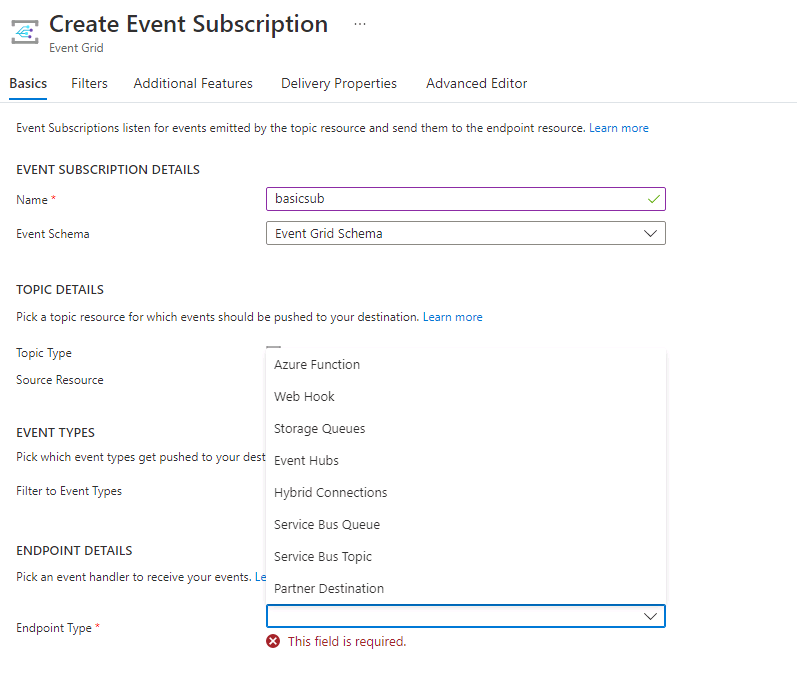 Create Event Subscription ...
Event Grid
Basics Filters Additional Features Delivery Properties Advanced Editor
Event Subscriptions listen for events emitted by the topic resource and send them to the endpoint resource. Learn more
EVENT SUBSCRIPTION DETAILS
Name * basicsub
Event Schema Event Grid Schema
TOPIC DETAILS
Pick a topic resource for which events should be pushed to your destination. Learn more
Topic Type
Azure Function
Source Resource
Web Hook
Storage Queues
EVENT TYPES
Pick which event types get pushed to your dest
Event Hubs
Filter to Event Types
Hybrid Connections
Service Bus Queue
ENDPOINT DETAILS
Service Bus Topic
Pick an event handler to receive your events. Le
Partner Destination
Endpoint Type *
This field is required.